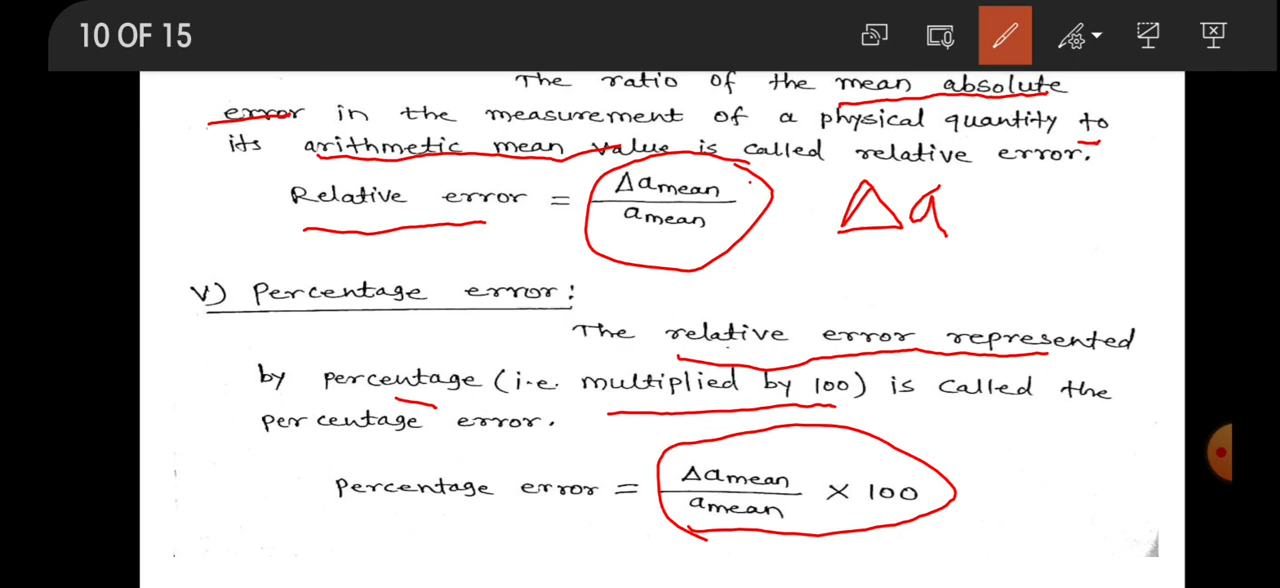 10 OF 15
The ratio of the mean absolute
error in the measurement of a physical quantity to
its arithmetic mean value is called relative error.
Relative error = Δamean / amean Δa
V) Percentage error:
The relative error represented
by percentage (i.e. multiplied by 100) is called the
percentage error.
Percentage error = Δamean / amean × 100